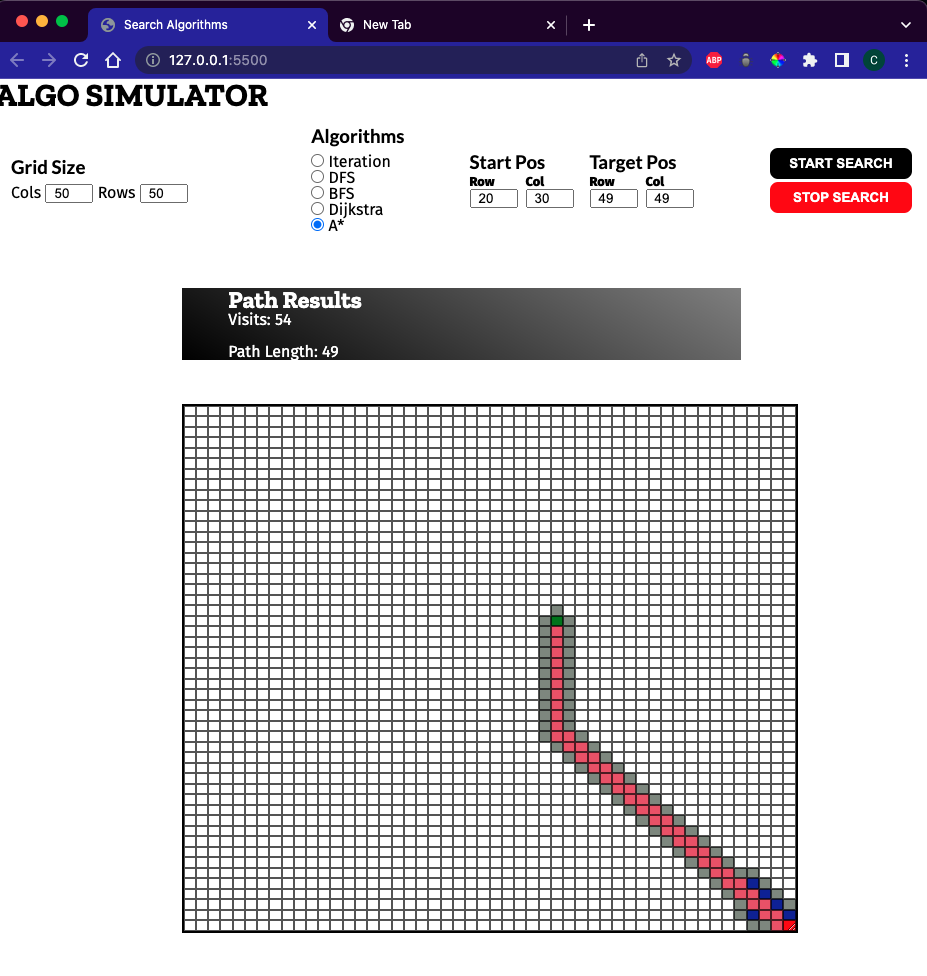 Search Algorithms
New Tab
127.0.0.1:5500
ABP
C
ALGO SIMULATOR
Grid Size
Cols 50 Rows 50
Algorithms
Iteration
DFS
BFS
Dijkstra
A*
Start Pos
Row Col
20 30
Target Pos
Row Col
49 49
START SEARCH
STOP SEARCH
Path Results
Visits: 54
Path Length: 49